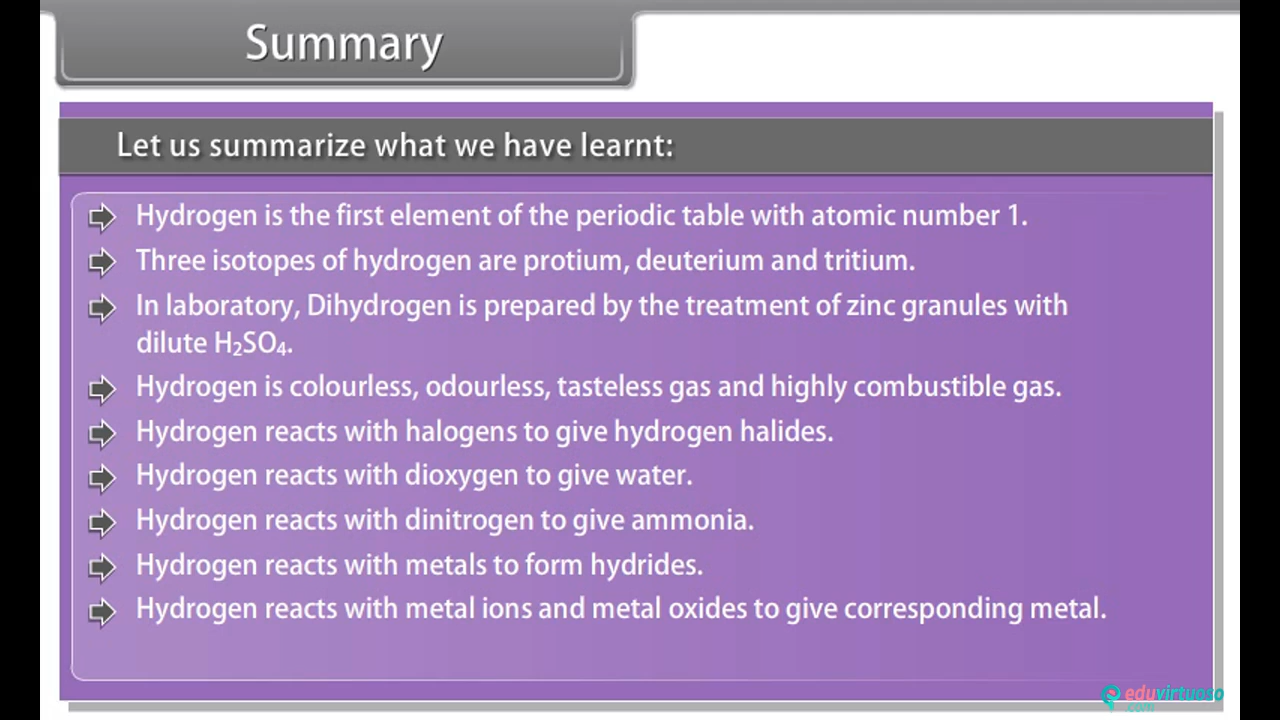 Summary
Let us summarize what we have learnt:
Hydrogen is the first element of the periodic table with atomic number 1.
Three isotopes of hydrogen are protium, deuterium and tritium.
In laboratory, Dihydrogen is prepared by the treatment of zinc granules with
dilute H₂SO₄.
Hydrogen is colourless, odourless, tasteless gas and highly combustible gas.
Hydrogen reacts with halogens to give hydrogen halides.
Hydrogen reacts with dioxygen to give water.
Hydrogen reacts with dinitrogen to give ammonia.
Hydrogen reacts with metals to form hydrides.
Hydrogen reacts with metal ions and metal oxides to give corresponding metal.
eduvirtuoso
.com